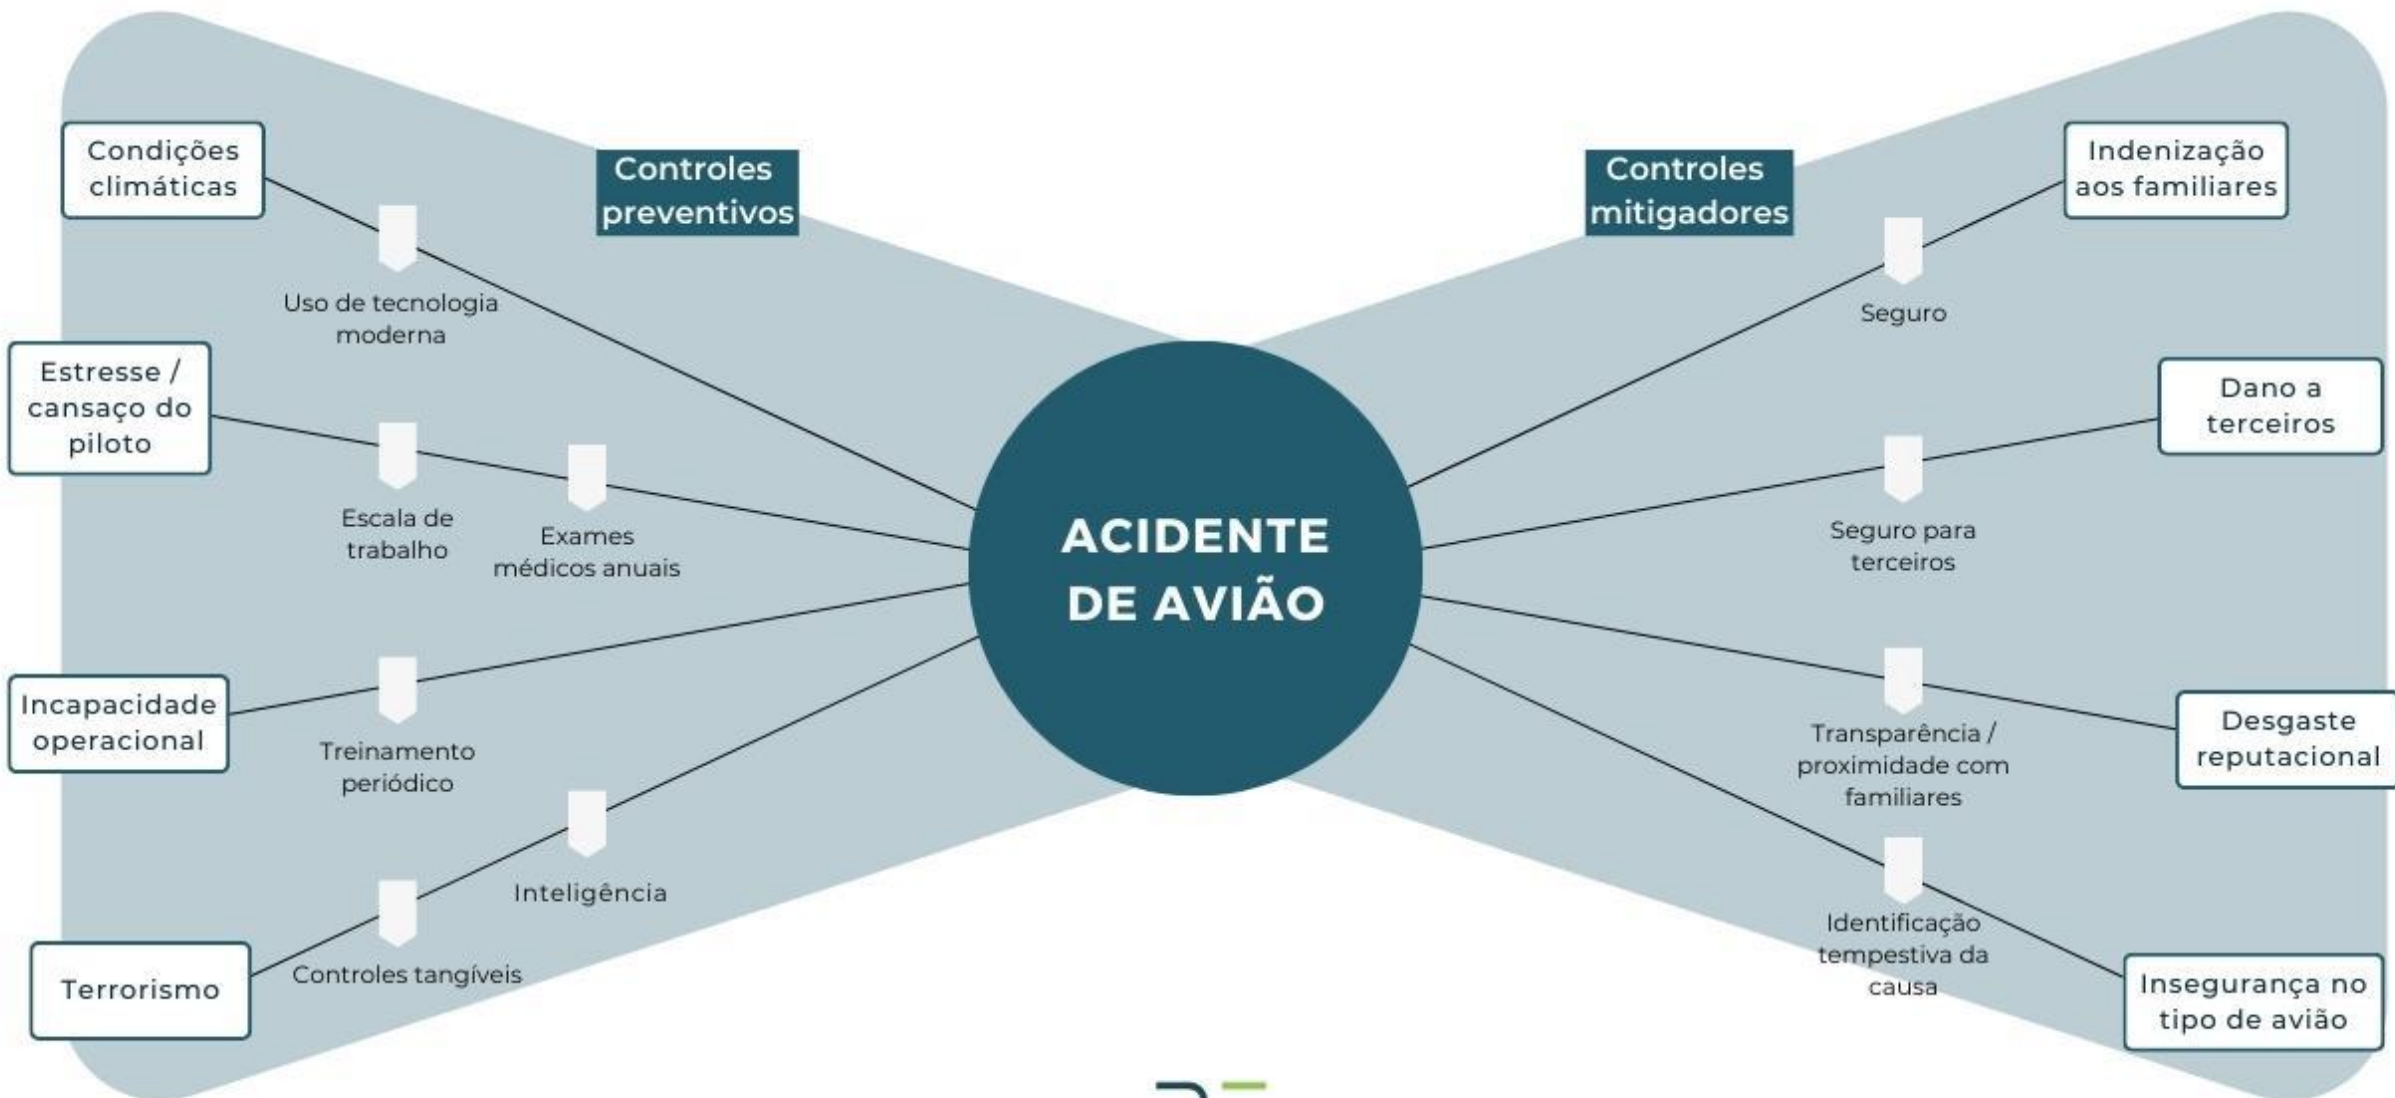 Condições
climáticas
Controles
preventivos
Uso de tecnologia
moderna
Estresse /
cansaço do
piloto
Escala de
trabalho
Exames
médicos anuais
Incapacidade
operacional
Treinamento
periódico
Inteligência
Terrorismo
Controles tangíveis
ACIDENTE
DE AVIÃO
Controles
mitigadores
Indenização
aos familiares
Seguro
Dano a
terceiros
Seguro para
terceiros
Desgaste
reputacional
Transparência /
proximidade com
familiares
Identificação
tempestiva da
causa
Insegurança no
tipo de avião